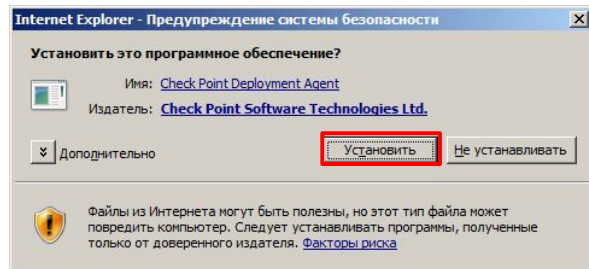 Internet Explorer - Предупреждение системы безопасности
Установить это программное обеспечение?
Имя: Check Point Deployment Agent
Издатель: Check Point Software Technologies Ltd.
Дополнительно
Установить
Не устанавливать
Файлы из Интернета могут быть полезны, но этот тип файла может
повредить компьютер. Следует устанавливать программы, полученные
только от доверенного издателя. Факторы риска